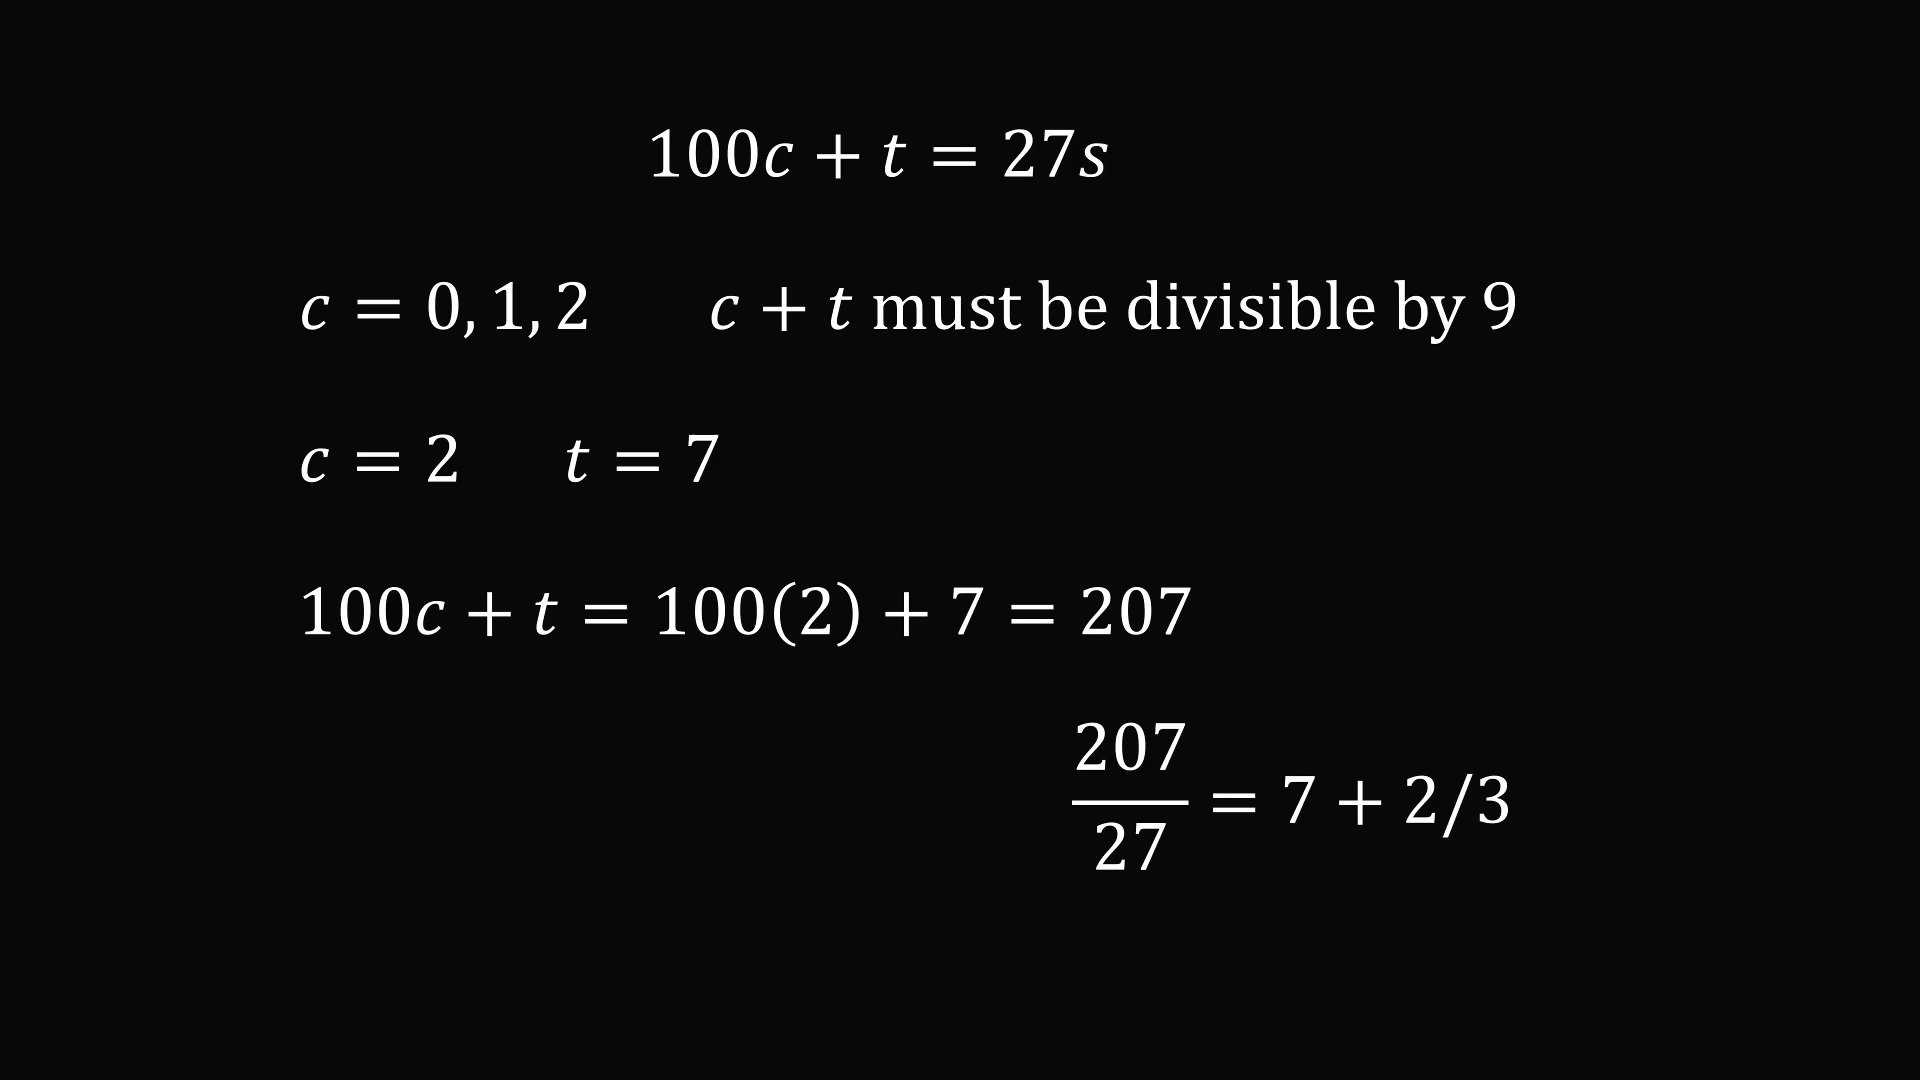 100c + t = 27s
c = 0, 1, 2 c + t must be divisible by 9
c = 2 t = 7
100c + t = 100(2) + 7 = 207
207/27 = 7 + 2/3